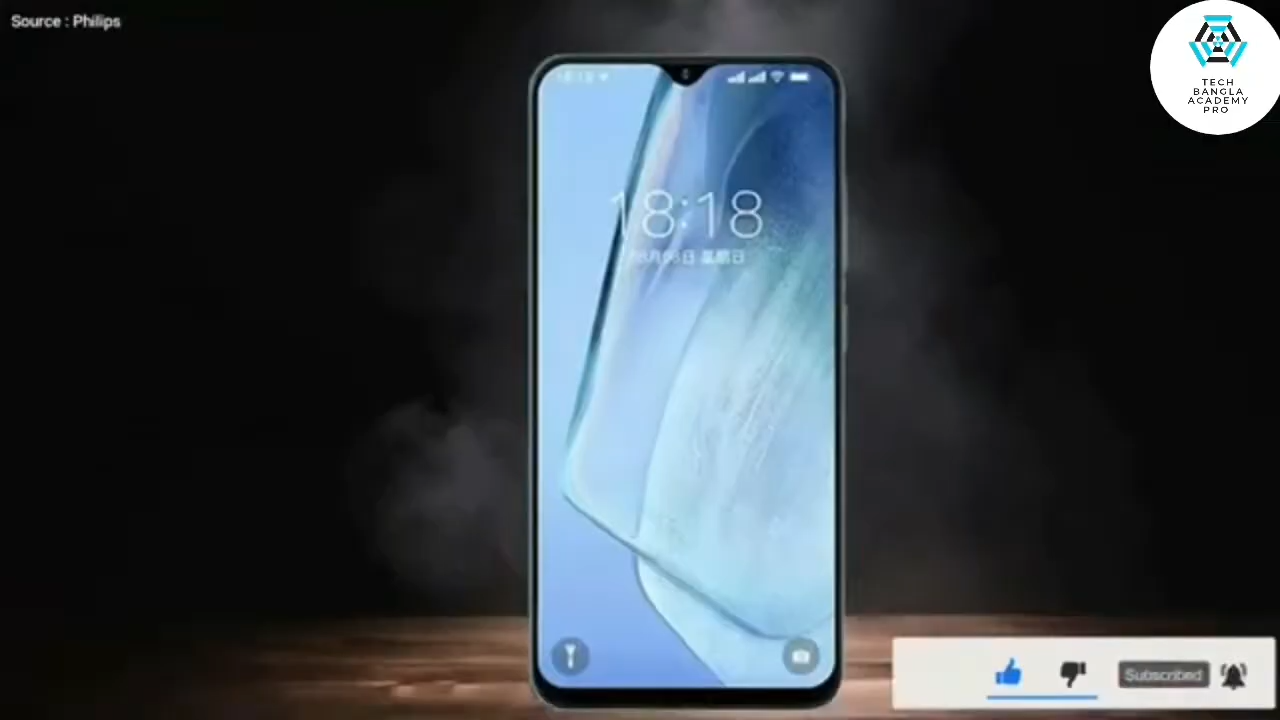 Source : Philips
TECH
BANGLA
ACADEMY
PRO
18:18
Subscribed